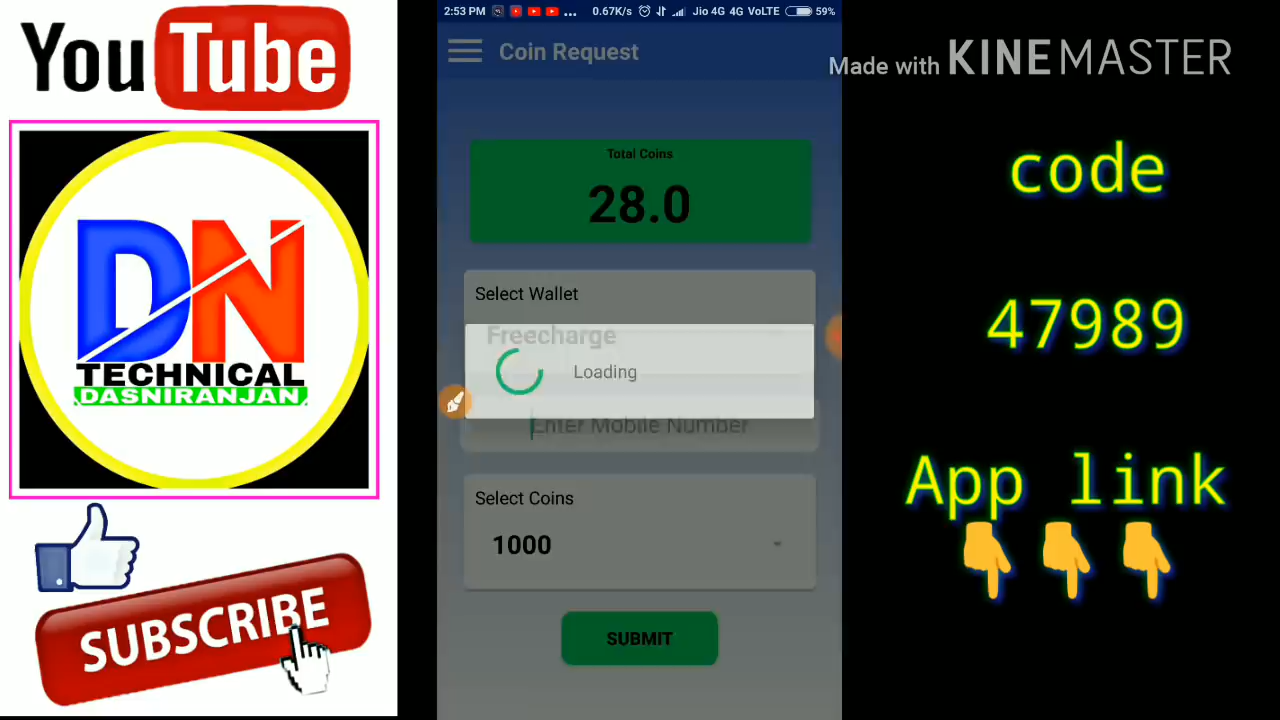 YouTube
DN
TECHNICAL
DASNIRANJAN
SUBSCRIBE
2:53 PM ... 0.67K/s Jio 4G 4G VoLTE 59%
Coin Request
Total Coins
28.0
Select Wallet
Freecharge
Loading
Enter Mobile Number
Select Coins
1000
SUBMIT
Made with KINEMASTER
code
47989
App link